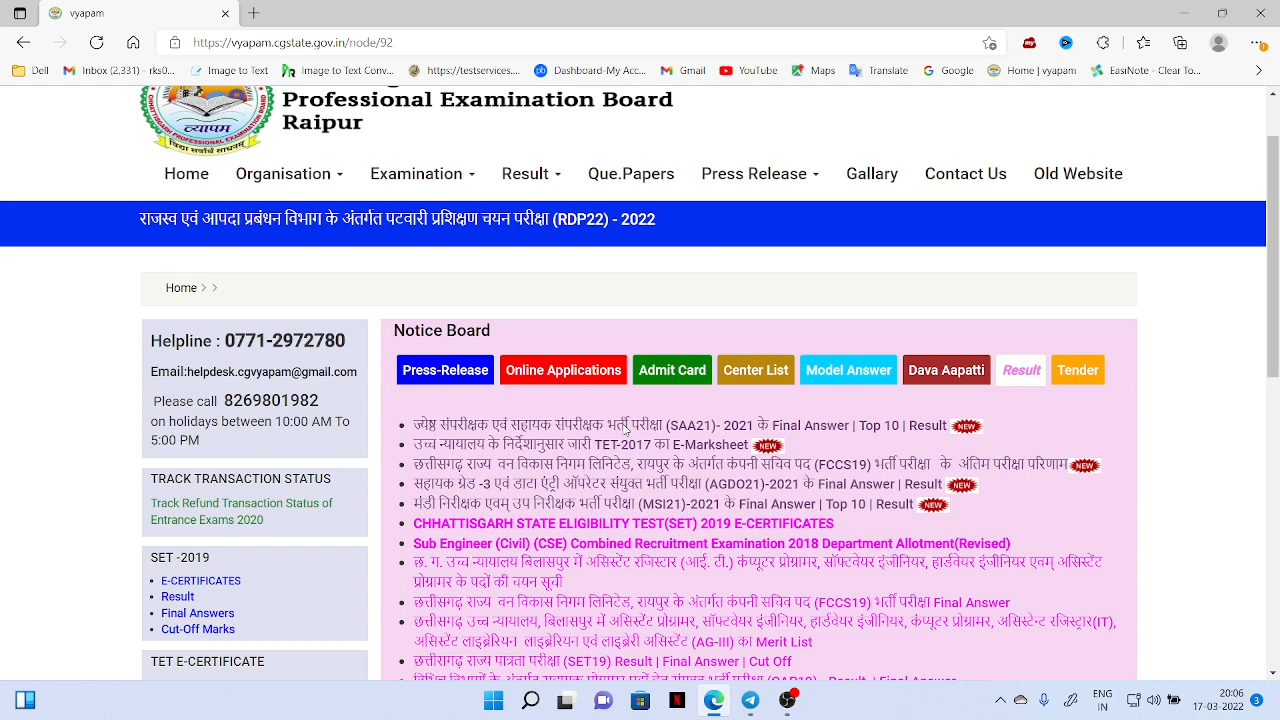 vyapam
https://vyapam.cgstate.gov.in/node/92
Dell
Inbox (2,331) - eks0...
Image to Text
Image to Text Conv...
https://testserices...
Dashboard-My Acc...
Gmail
YouTube
Maps
Translate
Google
Home | vyapam
EasiNote - Clear To...
व्यापम
Professional Examination Board
Raipur
Home
Organisation
Examination
Result
Que.Papers
Press Release
Gallary
Contact Us
Old Website
राजस्व एवं आपदा प्रबंधन विभाग के अंतर्गत पटवारी प्रशिक्षण चयन परीक्षा (RDP22) - 2022
Home > >
Helpline : 0771-2972780
Email:helpdesk.cgvyapam@gmail.com
Please call 8269801982
on holidays between 10:00 AM To
5:00 PM
TRACK TRANSACTION STATUS
Track Refund Transaction Status of
Entrance Exams 2020
SET -2019
E-CERTIFICATES
Result
Final Answers
Cut-Off Marks
TET E-CERTIFICATE
Notice Board
Press-Release
Online Applications
Admit Card
Center List
Model Answer
Dava Aapatti
Result
Tender
ज्येष्ठ संपरीक्षक एवं सहायक संपरीक्षक भर्ती परीक्षा (SAA21)- 2021 के Final Answer | Top 10 | Result NEW
उच्च न्यायालय के निर्देशानुसार जारी TET-2017 का E-Marksheet NEW
छत्तीसगढ़ राज्य वन विकास निगम लिनिटेड, रायपुर के अंतर्गत कंपनी सचिव पद (FCCS19) भर्ती परीक्षा के अंतिम परीक्षा परिणाम NEW
सहायक ग्रेड -3 एवं डाटा एंट्री ऑपरेटर संयुक्त भर्ती परीक्षा (AGDO21)-2021 के Final Answer | Result NEW
मंडी निरीक्षक एवम् उप निरीक्षक भर्ती परीक्षा (MSI21)-2021 के Final Answer | Top 10 | Result NEW
CHHATTISGARH STATE ELIGIBILITY TEST(SET) 2019 E-CERTIFICATES
Sub Engineer (Civil) (CSE) Combined Recruitment Examination 2018 Department Allotment(Revised)
छ. ग. उच्च न्यायालय बिलासपुर में असिस्टेंट रजिस्टार (आई. टी.) कंप्यूटर प्रोग्रामर, सॉफ्टवेयर इंजीनियर, हार्डवेयर इंजीनियर एवम् असिस्टेंट
प्रोग्रामर के पदों की चयन सूची
छत्तीसगढ़ राज्य वन विकास निगम लिनिटेड, रायपुर के अंतर्गत कंपनी सचिव पद (FCCS19) भर्ती परीक्षा Final Answer
छत्तीसगढ़ उच्च न्यायालय, बिलासपुर में असिस्टेंट प्रोग्रामर, सॉफ्टवेयर इंजीनियर, हार्डवेयर इंजीनियर, कंप्यूटर प्रोग्रामर, असिस्टेन्ट रजिस्ट्रार(IT),
असिस्टेंट लाइब्रेरियन लाइब्रेरियन एवं लाइब्रेरी असिस्टेंट (AG-III) का Merit List
छत्तीसगढ़ राज्य पात्रता परीक्षा (SET19) Result | Final Answer | Cut Off
ENG
IN
20:06
17-03-2022
3